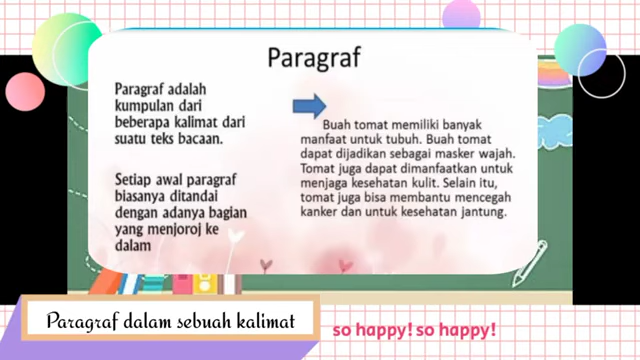 Paragraf
Paragraf adalah
kumpulan dari
beberapa kalimat dari
suatu teks bacaan.
Setiap awal paragraf
biasanya ditandai
dengan adanya bagian
yang menjoroj ke
dalam
Buah tomat memiliki banyak
manfaat untuk tubuh. Buah tomat
dapat dijadikan sebagai masker wajah.
Tomat juga dapat dimanfaatkan untuk
menjaga kesehatan kulit. Selain itu,
tomat juga bisa membantu mencegah
kanker dan untuk kesehatan jantung.
Paragraf dalam sebuah kalimat
so happy! so happy!